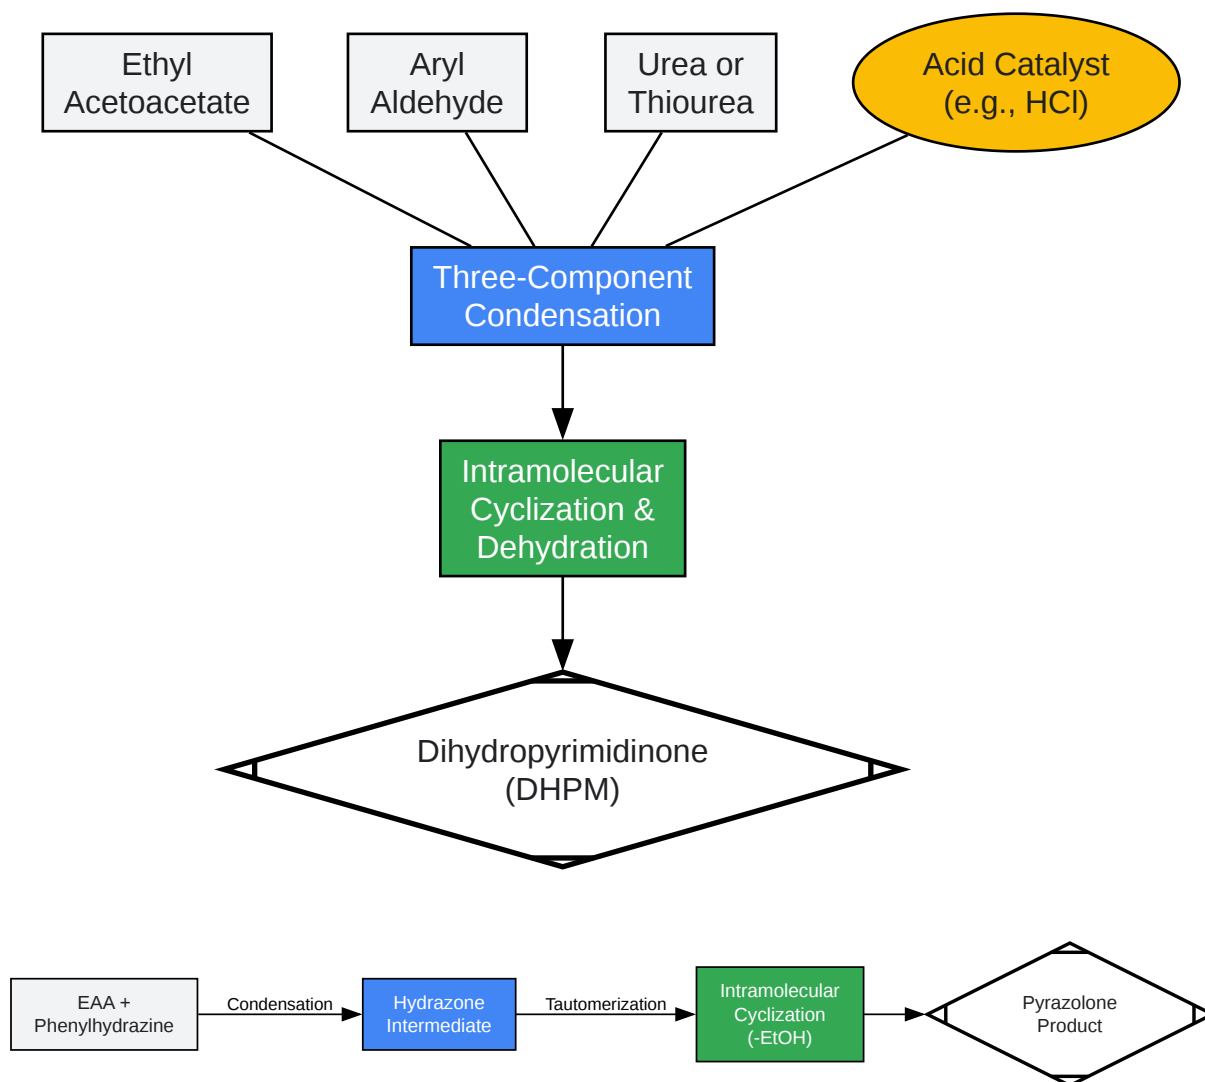 Ethyl
Acetoacetate
Aryl
Aldehyde
Urea or
Thiourea
Acid Catalyst
(e.g., HCl)
Three-Component
Condensation
Intramolecular
Cyclization &
Dehydration
Dihydropyrimidinone
(DHPM)
EAA +
Phenylhydrazine
Condensation
Hydrazone
Intermediate
Tautomerization
Intramolecular
Cyclization
(-EtOH)
Pyrazolone
Product